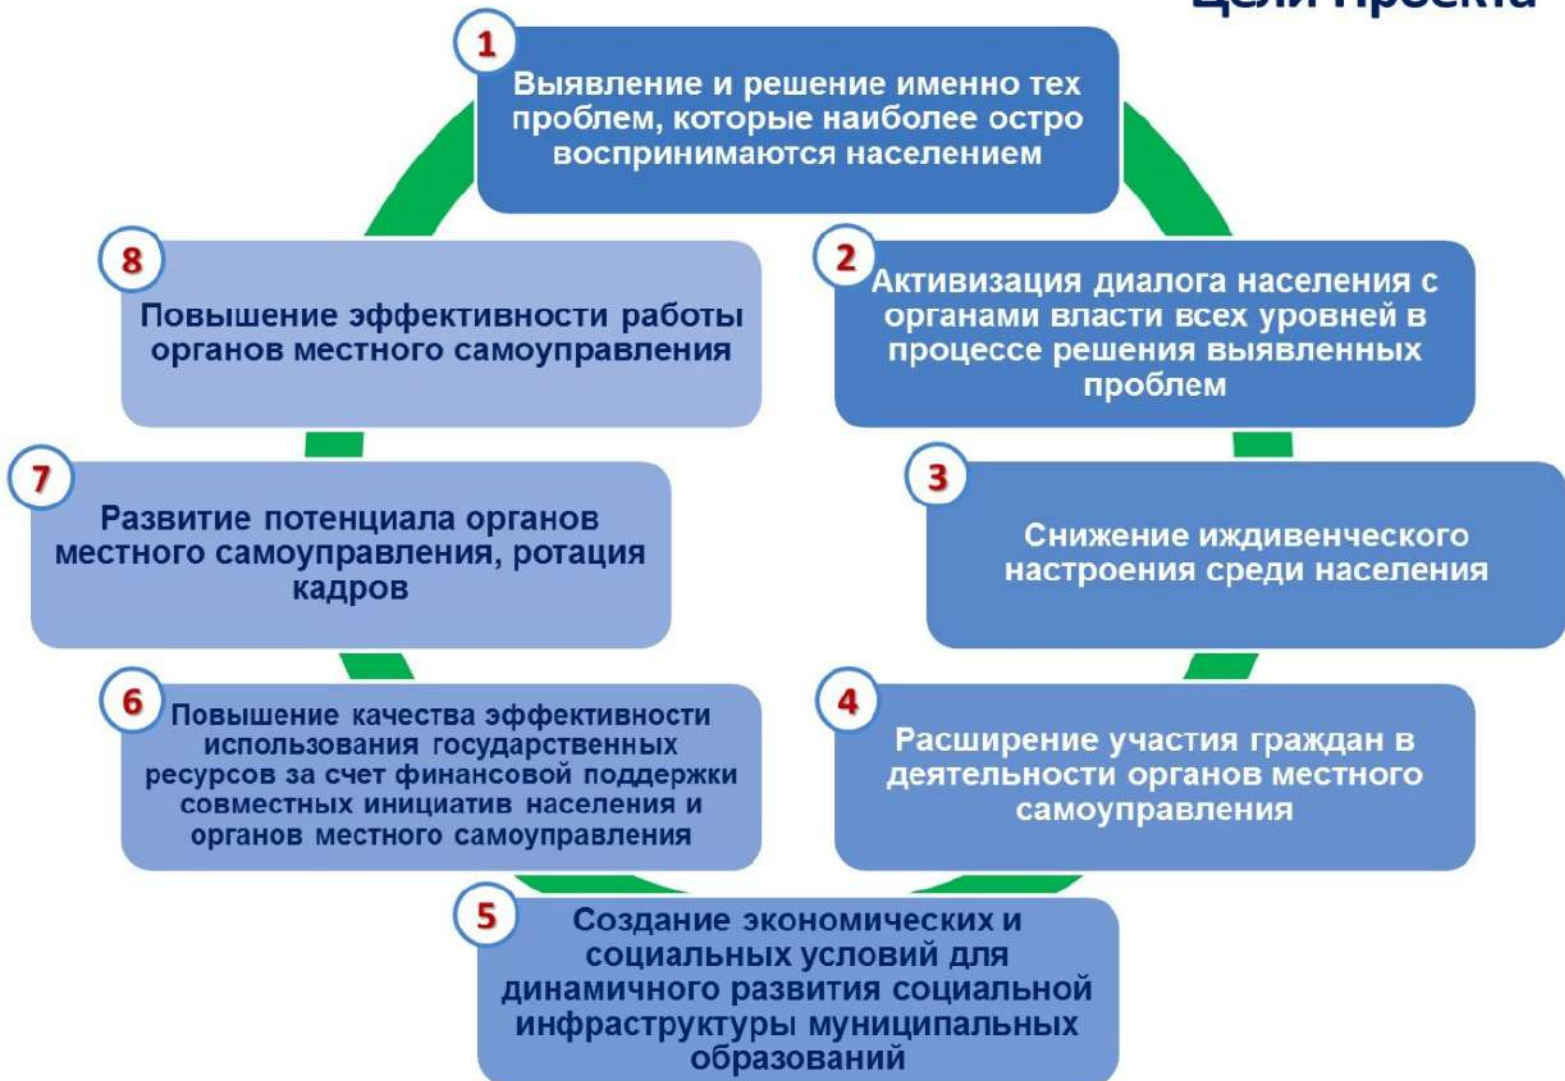 Цели Проекта
1
Выявление и решение именно тех
проблем, которые наиболее остро
воспринимаются населением
2
Активизация диалога населения с
органами власти всех уровней в
процессе решения выявленных
проблем
3
Снижение иждивенческого
настроения среди населения
4
Расширение участия граждан в
деятельности органов местного
самоуправления
5
Создание экономических и
социальных условий для
динамичного развития социальной
инфраструктуры муниципальных
образований
6
Повышение качества эффективности
использования государственных
ресурсов за счет финансовой поддержки
совместных инициатив населения и
органов местного самоуправления
7
Развитие потенциала органов
местного самоуправления, ротация
кадров
8
Повышение эффективности работы
органов местного самоуправления